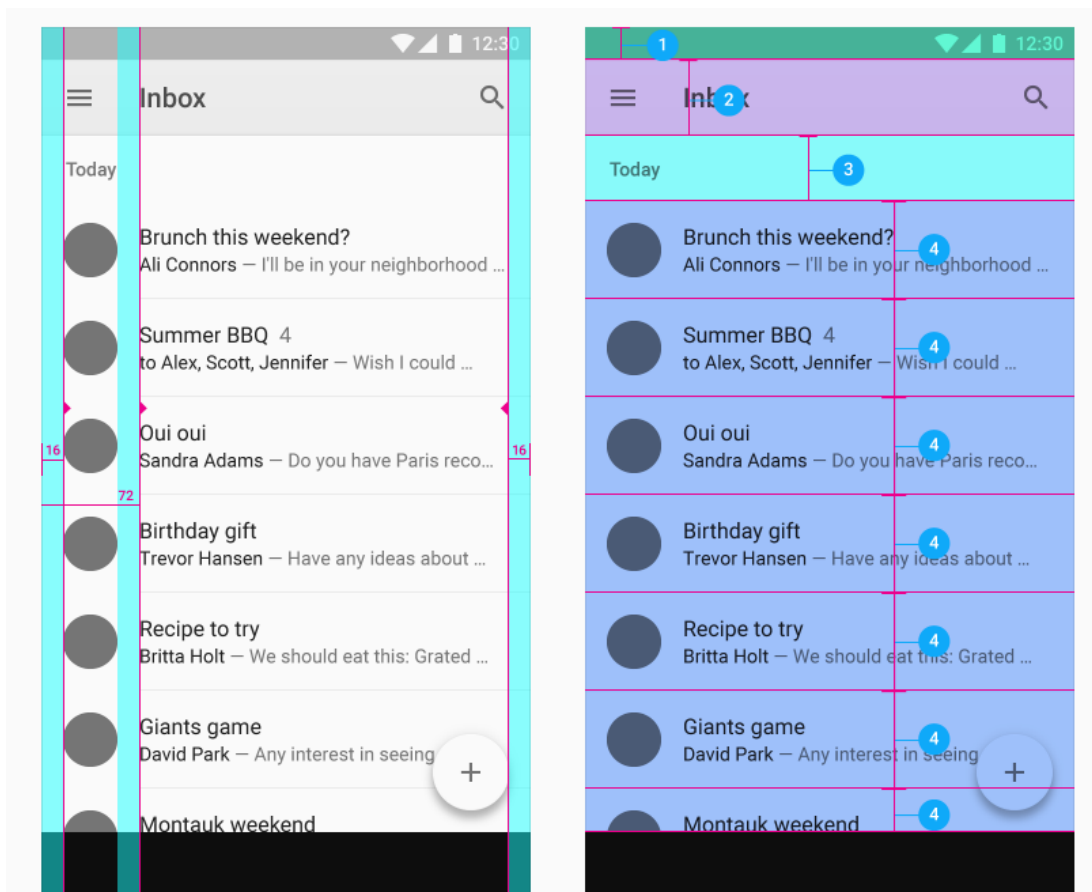 12:30
Inbox
Today
Brunch this weekend?
Ali Connors — I'll be in your neighborhood ...
Summer BBQ 4
to Alex, Scott, Jennifer — Wish I could ...
Oui oui
16
16
Sandra Adams — Do you have Paris reco...
72
Birthday gift
Trevor Hansen — Have any ideas about ...
Recipe to try
Britta Holt — We should eat this: Grated ...
Giants game
David Park — Any interest in seeing
+
Montauk weekend
12:30
1
Inbox
2
Today
3
Brunch this weekend?
4
Ali Connors — I'll be in your neighborhood ...
Summer BBQ 4
4
to Alex, Scott, Jennifer — Wish I could ...
Oui oui
4
Sandra Adams — Do you have Paris reco...
Birthday gift
4
Trevor Hansen — Have any ideas about ...
Recipe to try
4
Britta Holt — We should eat this: Grated ...
Giants game
4
David Park — Any interest in seeing
+
Montauk weekend
4